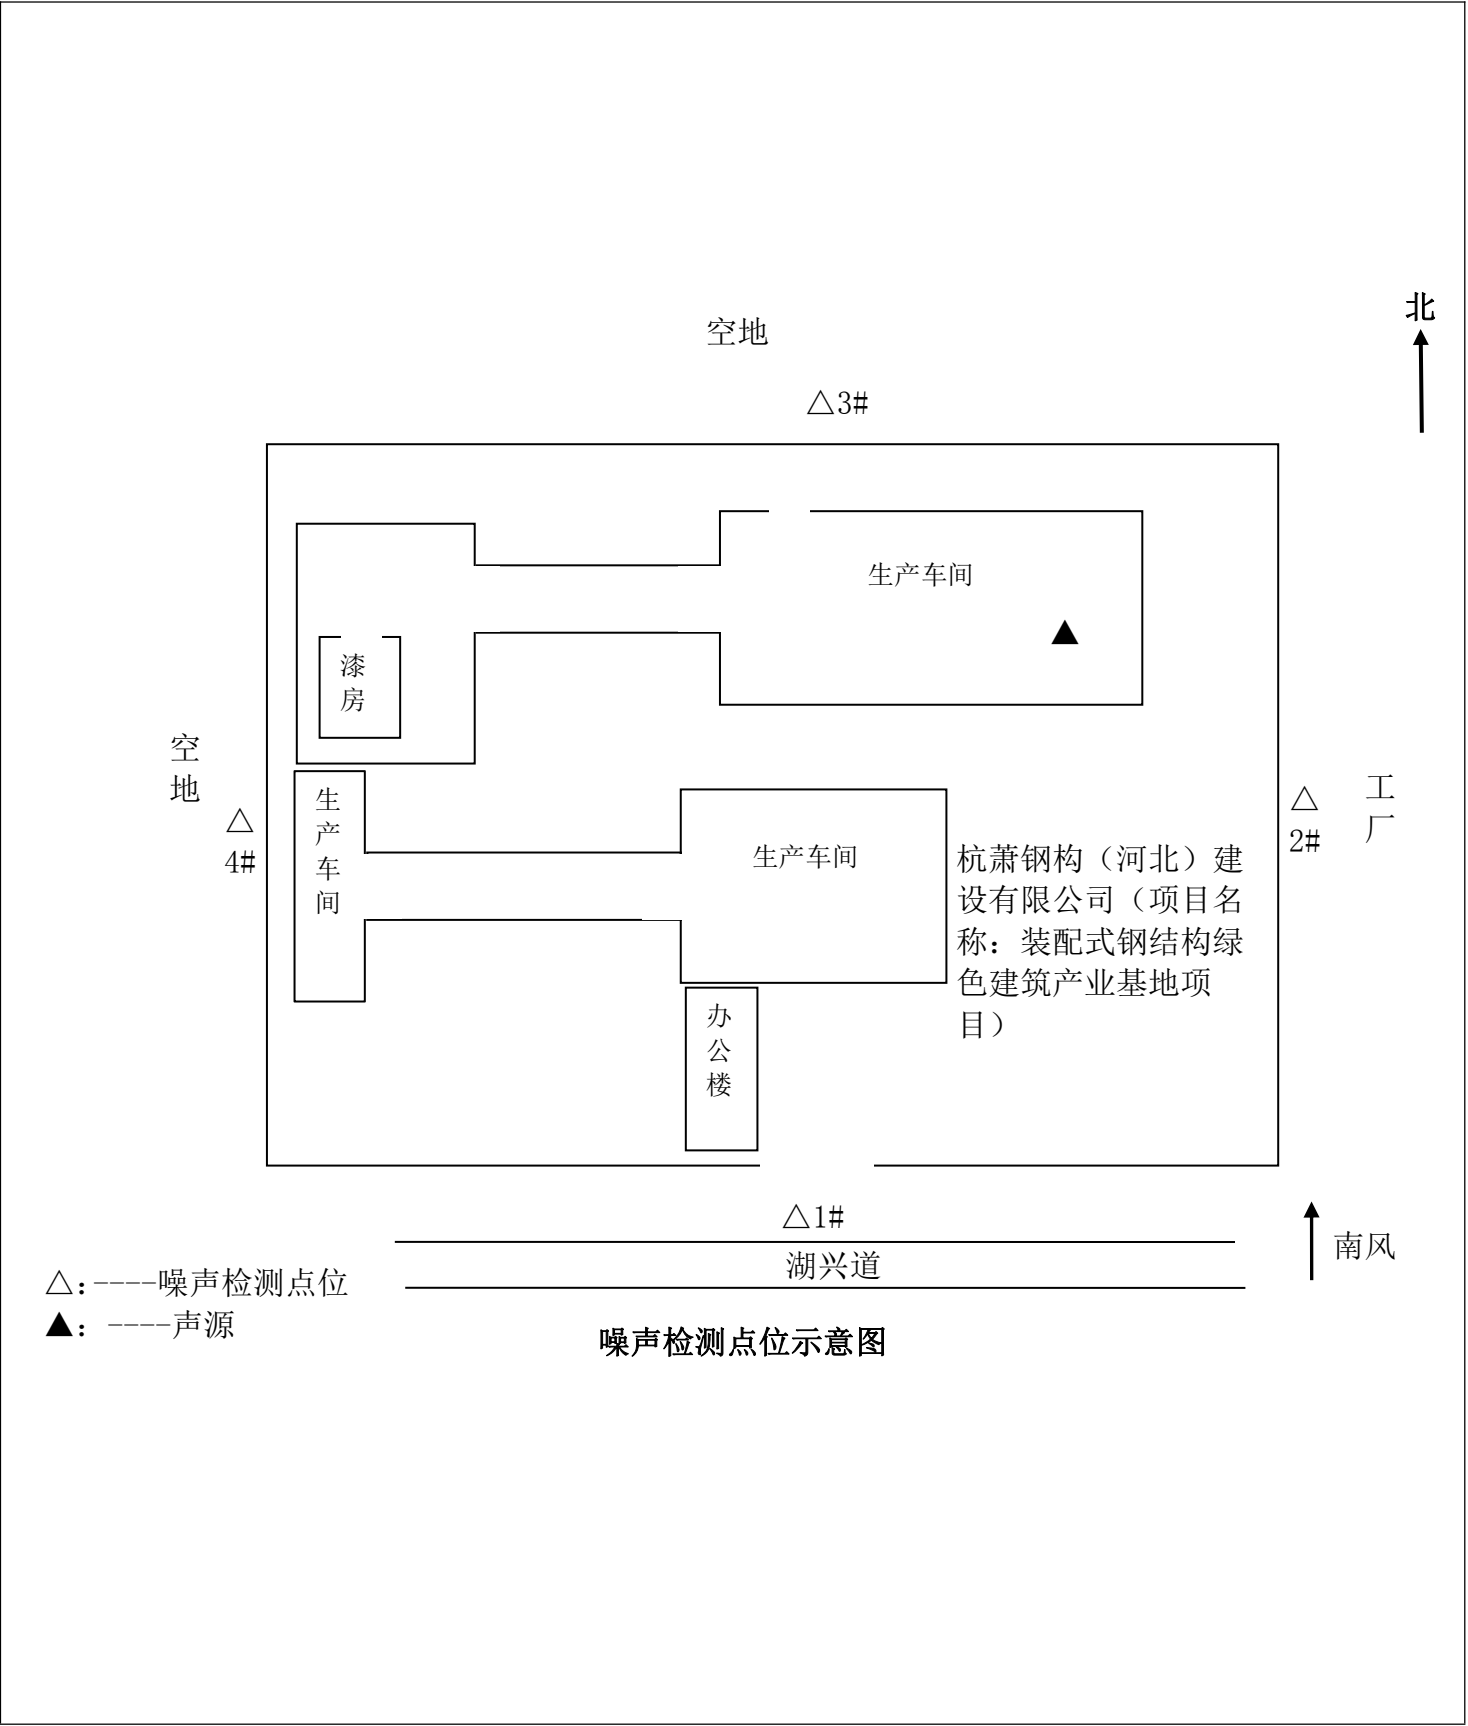 北
空地
△3#
生产车间
▲
漆
房
空
地
△
4#
生
产
车
间
生产车间
△
2#
工
厂
杭萧钢构（河北）建
设有限公司（项目名
称：装配式钢结构绿
色建筑产业基地项
目）
办
公
楼
△1#
南风
湖兴道
△：----噪声检测点位
▲：----声源
噪声检测点位示意图